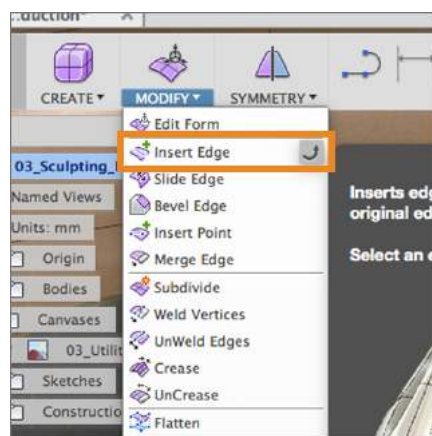 ...duction*
CREATE MODIFY SYMMETRY
Edit Form
Insert Edge
Slide Edge
Bevel Edge
Insert Point
Merge Edge
Subdivide
Weld Vertices
UnWeld Edges
Crease
UnCrease
Flatten
03_Sculpting_
Named Views
Units: mm
Origin
Bodies
Canvases
03_Utilit
Sketches
Constructio
Inserts edg
original ed
Select an e